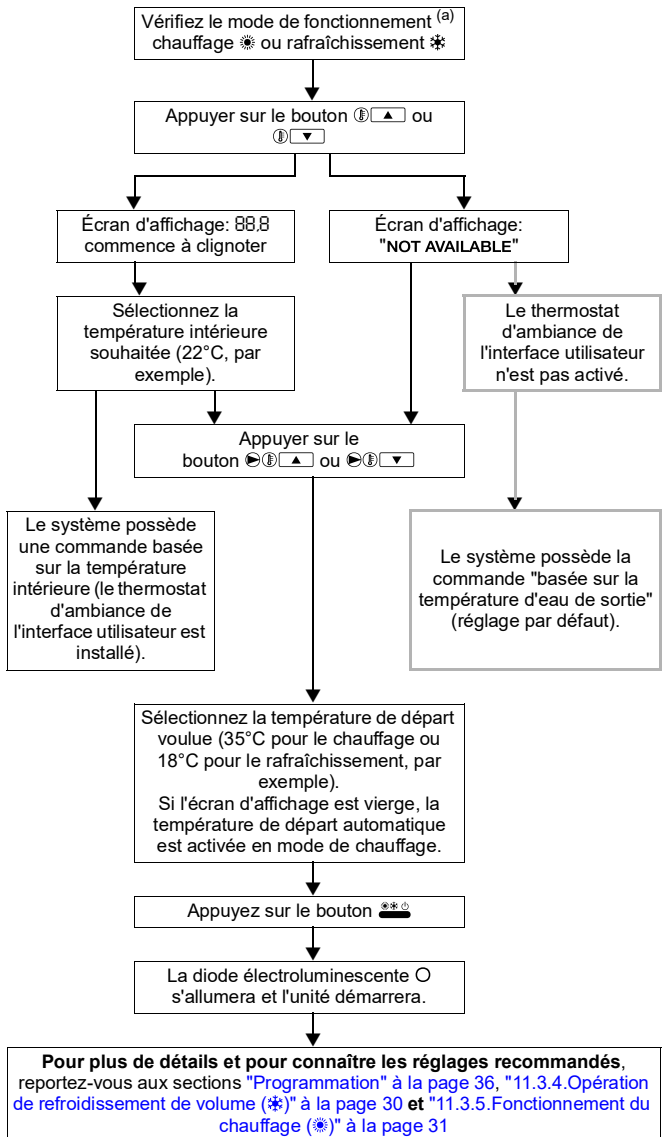 Vérifiez le mode de fonctionnement (a)
chauffage ☀ ou rafraîchissement ❄
Appuyer sur le bouton ▲ ou
▼
Écran d'affichage: 88.8
commence à clignoter
Écran d'affichage:
"NOT AVAILABLE"
Sélectionnez la
température intérieure
souhaitée (22°C, par
exemple).
Le thermostat
d'ambiance de
l'interface utilisateur
n'est pas activé.
Appuyer sur le
bouton ▲ ou ▼
Le système possède
une commande basée
sur la température
intérieure (le thermostat
d'ambiance de
l'interface utilisateur est
installé).
Le système possède la
commande "basée sur la
température d'eau de sortie"
(réglage par défaut).
Sélectionnez la température de départ
voulue (35°C pour le chauffage ou
18°C pour le rafraîchissement, par
exemple).
Si l'écran d'affichage est vierge, la
température de départ automatique
est activée en mode de chauffage.
Appuyez sur le bouton
La diode électroluminescente O
s'allumera et l'unité démarrera.
Pour plus de détails et pour connaître les réglages recommandés,
reportez-vous aux sections "Programmation" à la page 36, "11.3.4.Opération
de refroidissement de volume (❄)" à la page 30 et "11.3.5.Fonctionnement du
chauffage (☀)" à la page 31